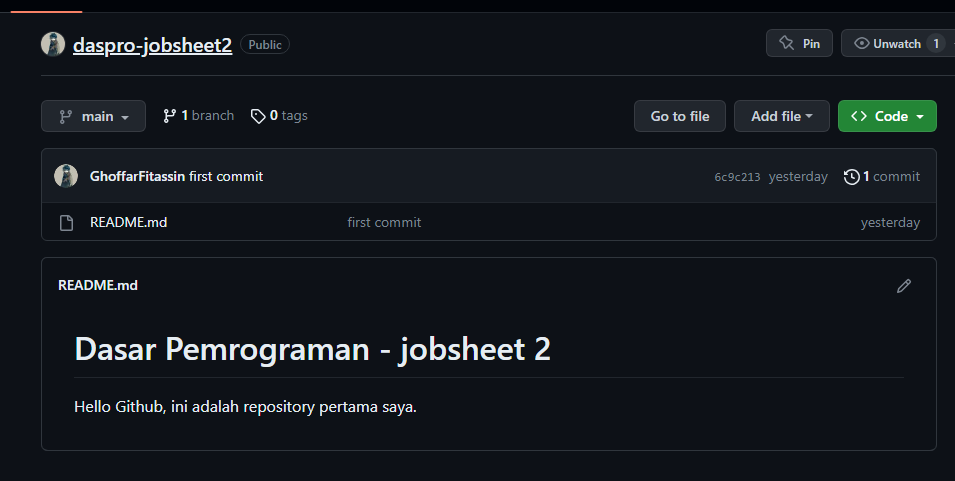 daspro-jobsheet2 Public Pin Unwatch 1
main 1 branch 0 tags Go to file Add file Code
GhoffarFitassin first commit 6c9c213 yesterday 1 commit
README.md first commit yesterday
README.md
Dasar Pemrograman - jobsheet 2
Hello Github, ini adalah repository pertama saya.